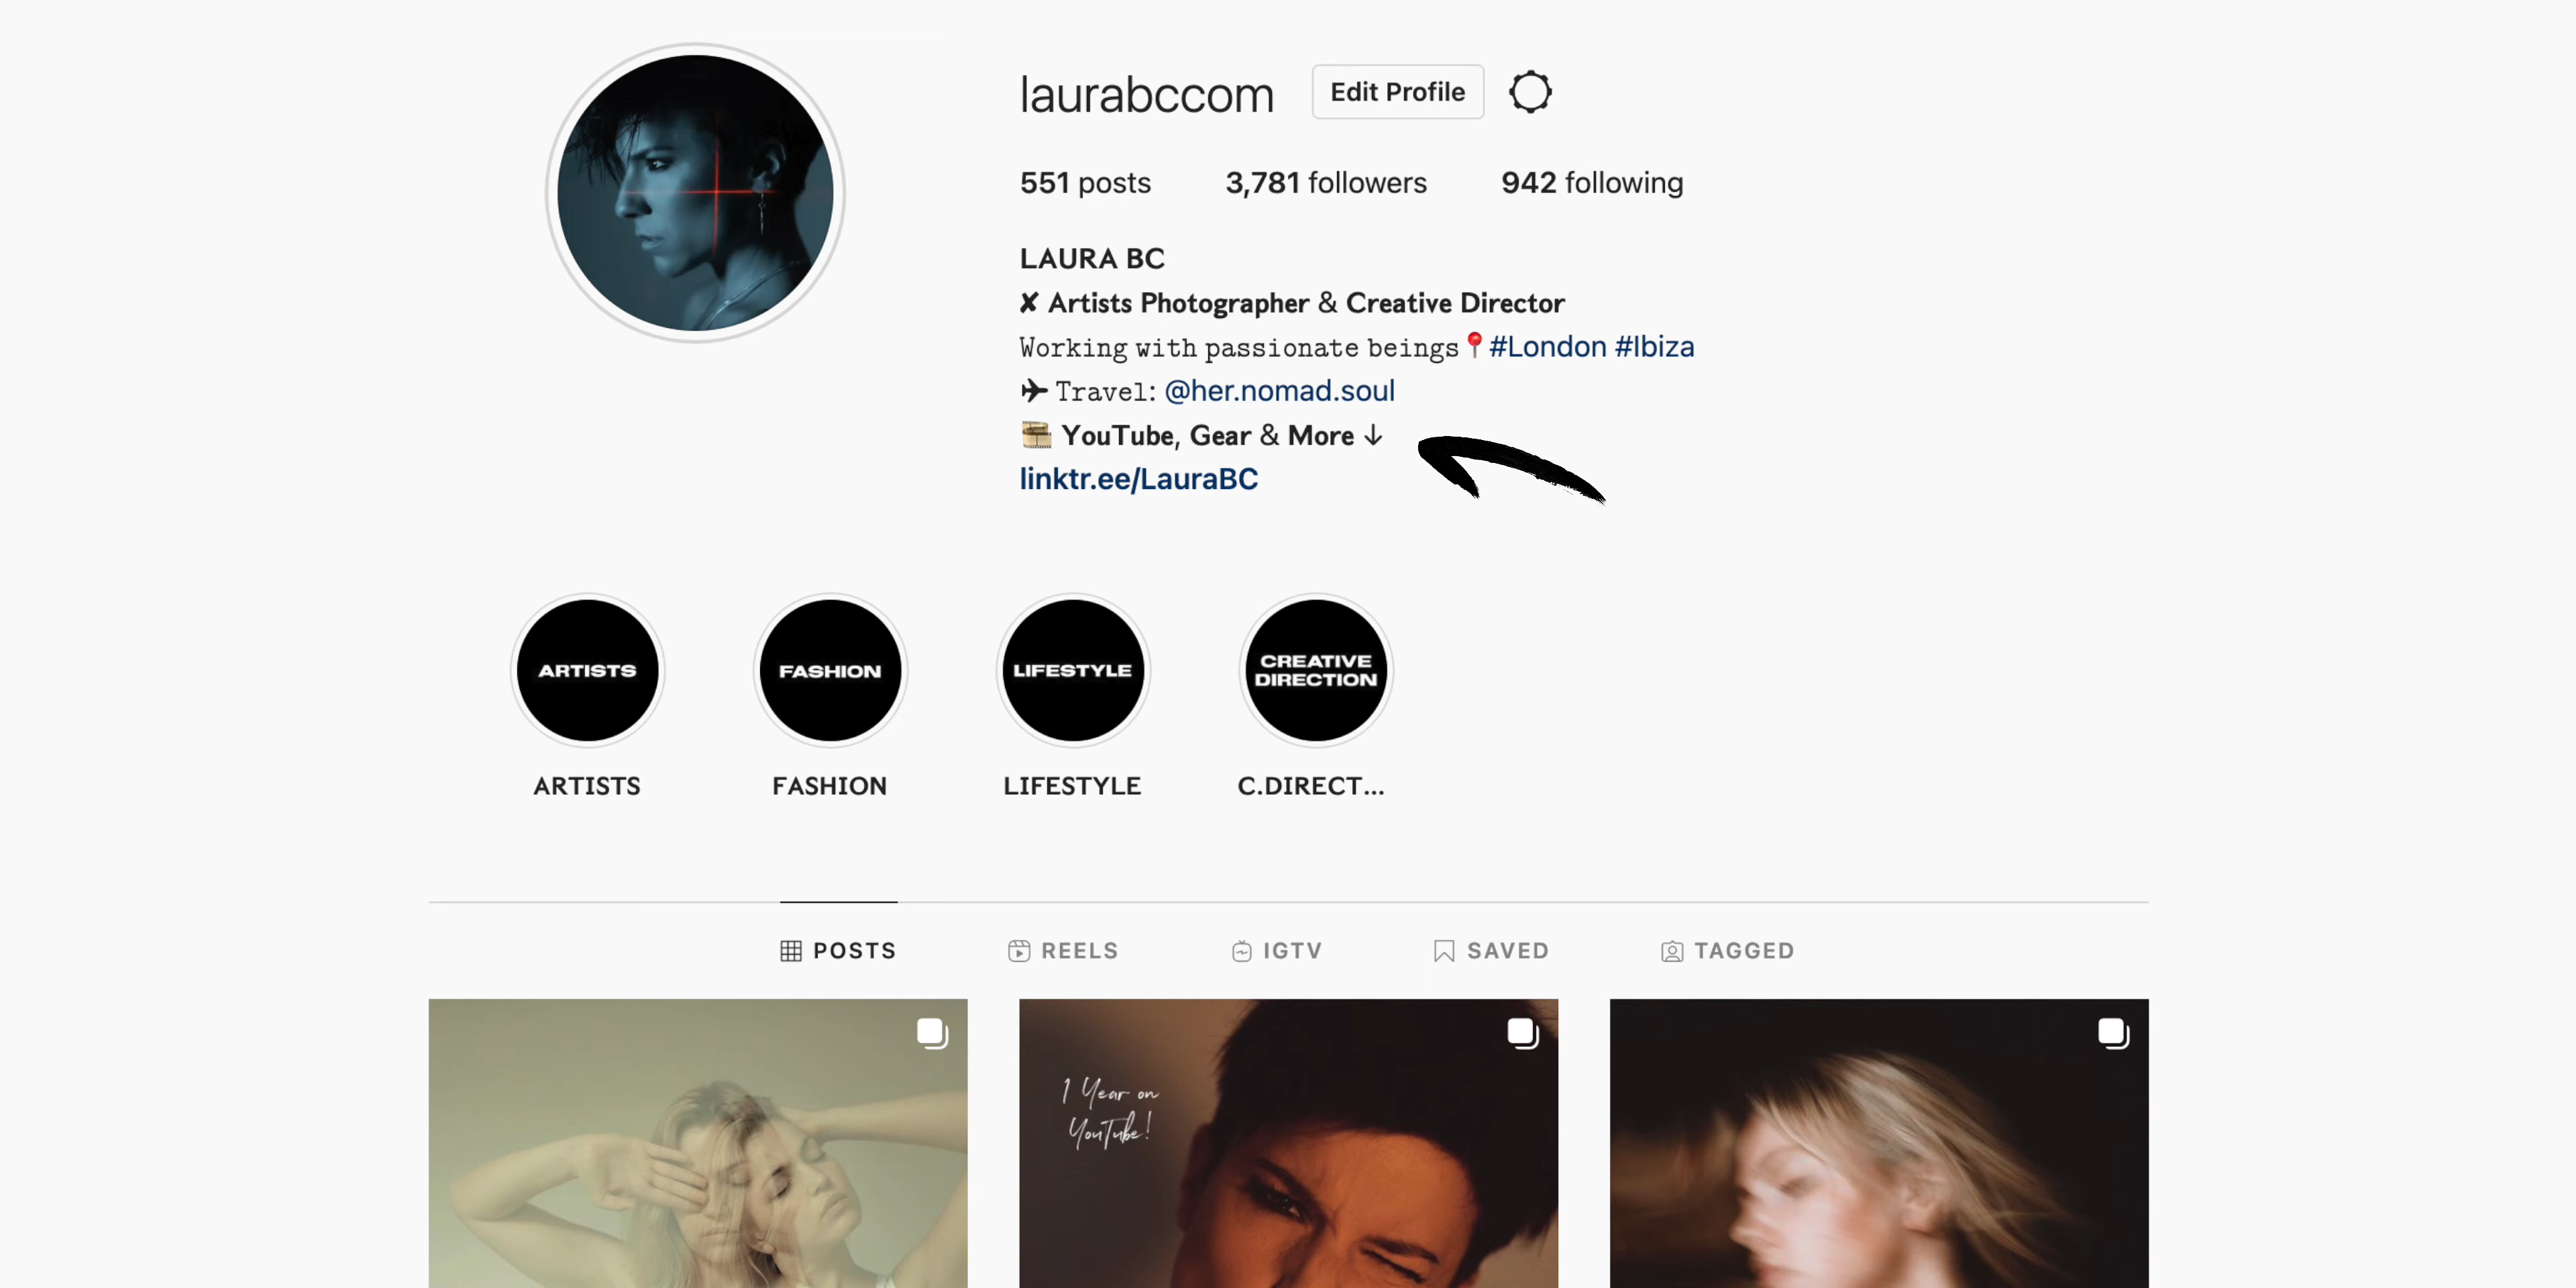 laurabccom Edit Profile
551 posts 3,781 followers 942 following
LAURA BC
✘ Artists Photographer & Creative Director
Working with passionate beings📍#London #Ibiza
✈ Travel: @her.nomad.soul
🎞 YouTube, Gear & More ↓
linktr.ee/LauraBC
ARTISTS FASHION LIFESTYLE CREATIVE
DIRECTION
ARTISTS FASHION LIFESTYLE C.DIRECT...
POSTS REELS IGTV SAVED TAGGED
1 Year on
YouTube!